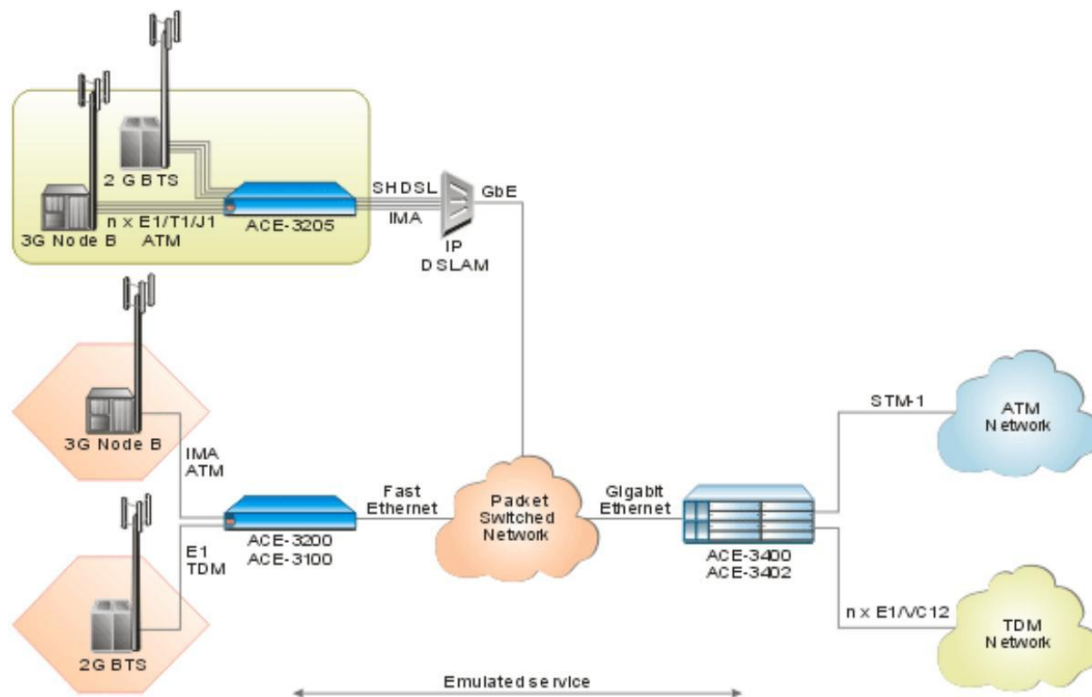 2 G BTS
3G Node B
n x E1/T1/J1
ATM
ACE-3205
SHDSL
IMA
IP
DSLAM
GbE
3G Node B
IMA
ATM
E1
TDM
2G BTS
ACE-3200
ACE-3100
Fast
Ethernet
Packet
Switched
Network
Gigabit
Ethernet
ACE-3400
ACE-3402
STM-1
ATM
Network
n x E1/VC12
TDM
Network
Emulated service